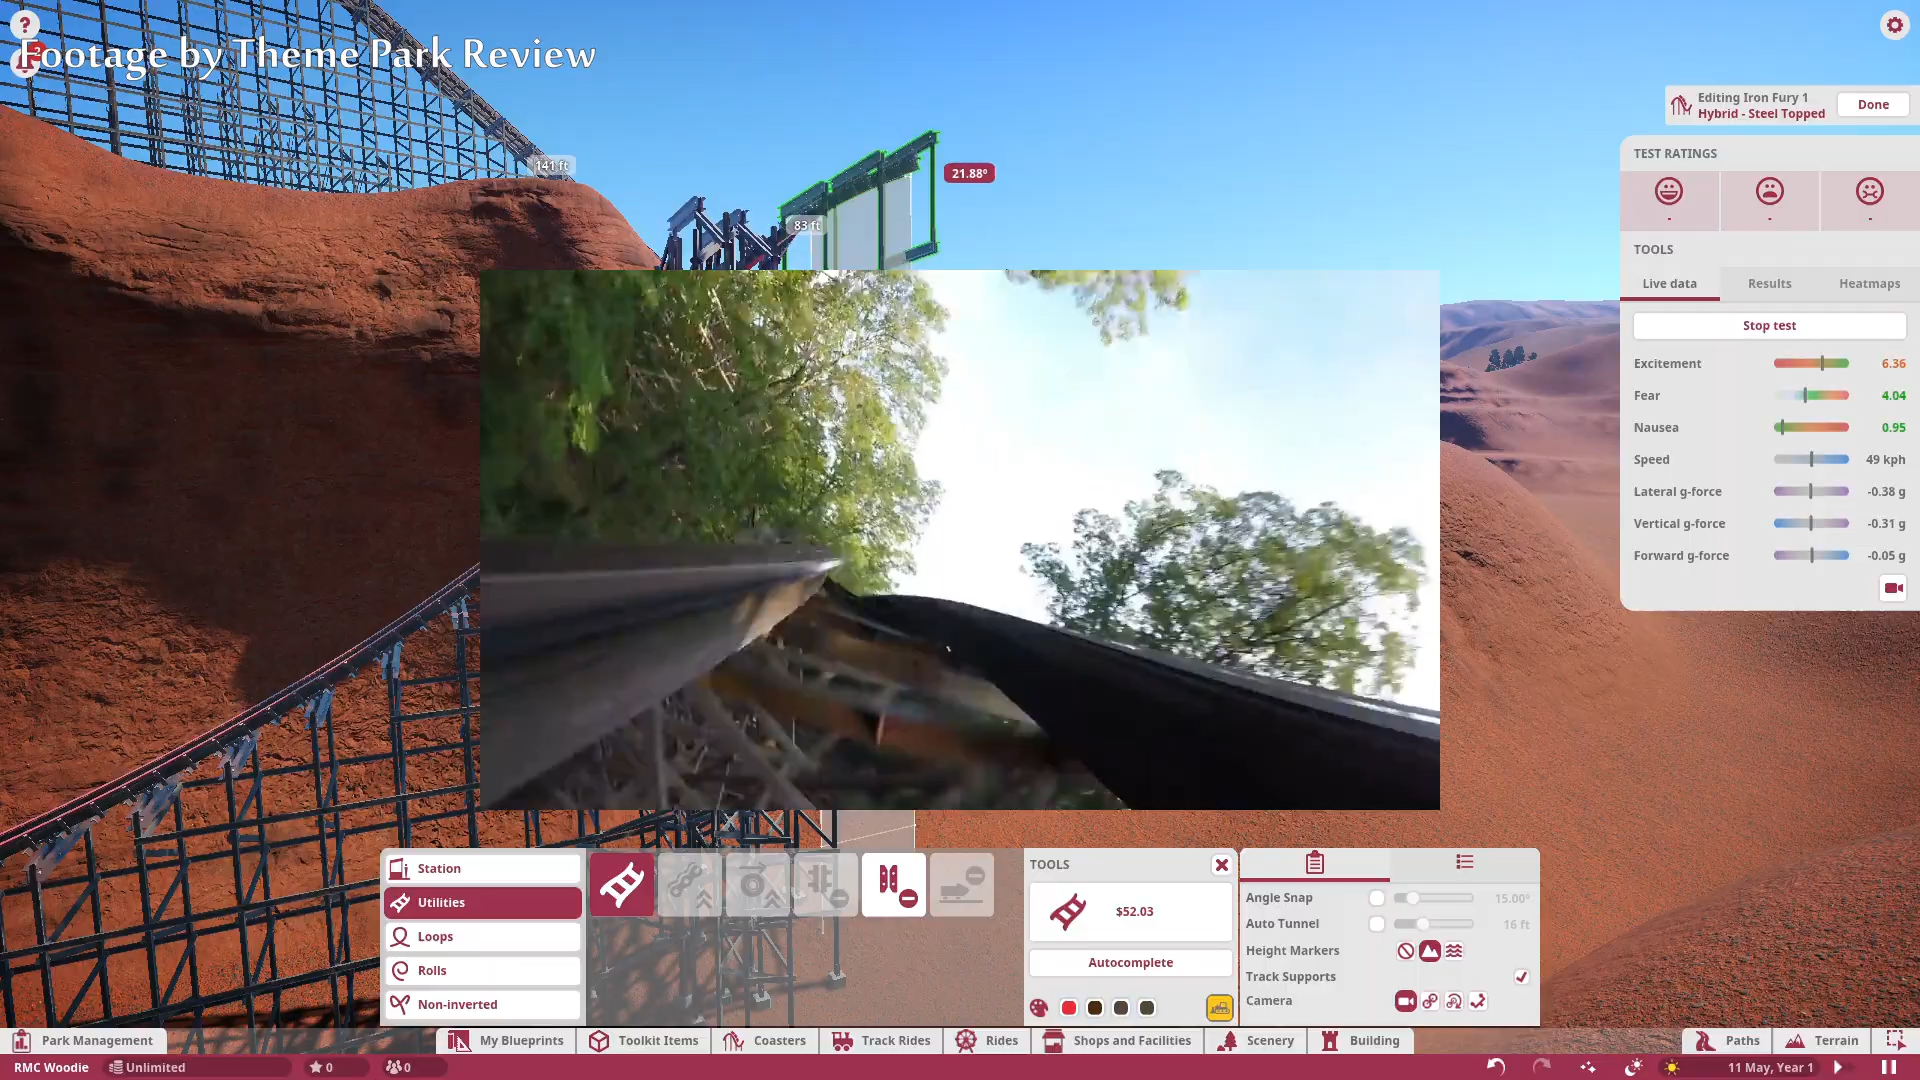 ?
2
Footage by Theme Park Review
141 ft
83 ft
21.88°
Editing Iron Fury 1
Hybrid - Steel Topped
Done
TEST RATINGS
- - -
TOOLS
Live data Results Heatmaps
Stop test
Excitement 6.36
Fear 4.04
Nausea 0.95
Speed 49 kph
Lateral g-force -0.38 g
Vertical g-force -0.31 g
Forward g-force -0.05 g
Station
Utilities
Loops
Rolls
Non-inverted
TOOLS
$52.03
Autocomplete
Angle Snap 15.00°
Auto Tunnel 16 ft
Height Markers
Track Supports
Camera
Park Management
My Blueprints
Toolkit Items
Coasters
Track Rides
Rides
Shops and Facilities
Scenery
Building
Paths
Terrain
RMC Woodie
Unlimited
0
0
11 May, Year 1